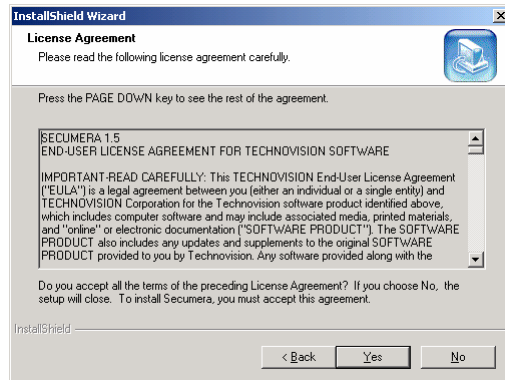 InstallShield Wizard
License Agreement
Please read the following license agreement carefully.
Press the PAGE DOWN key to see the rest of the agreement.
SECUMERA 1.5
END-USER LICENSE AGREEMENT FOR TECHNOVISION SOFTWARE
IMPORTANT-READ CAREFULLY: This TECHNOVISION End-User License Agreement
("EULA") is a legal agreement between you (either an individual or a single entity) and
TECHNOVISION Corporation for the Technovision software product identified above,
which includes computer software and may include associated media, printed materials,
and "online" or electronic documentation ("SOFTWARE PRODUCT"). The SOFTWARE
PRODUCT also includes any updates and supplements to the original SOFTWARE
PRODUCT provided to you by Technovision. Any software provided along with the
Do you accept all the terms of the preceding License Agreement? If you choose No, the
setup will close. To install Secumera, you must accept this agreement.
InstallShield
< Back Yes No